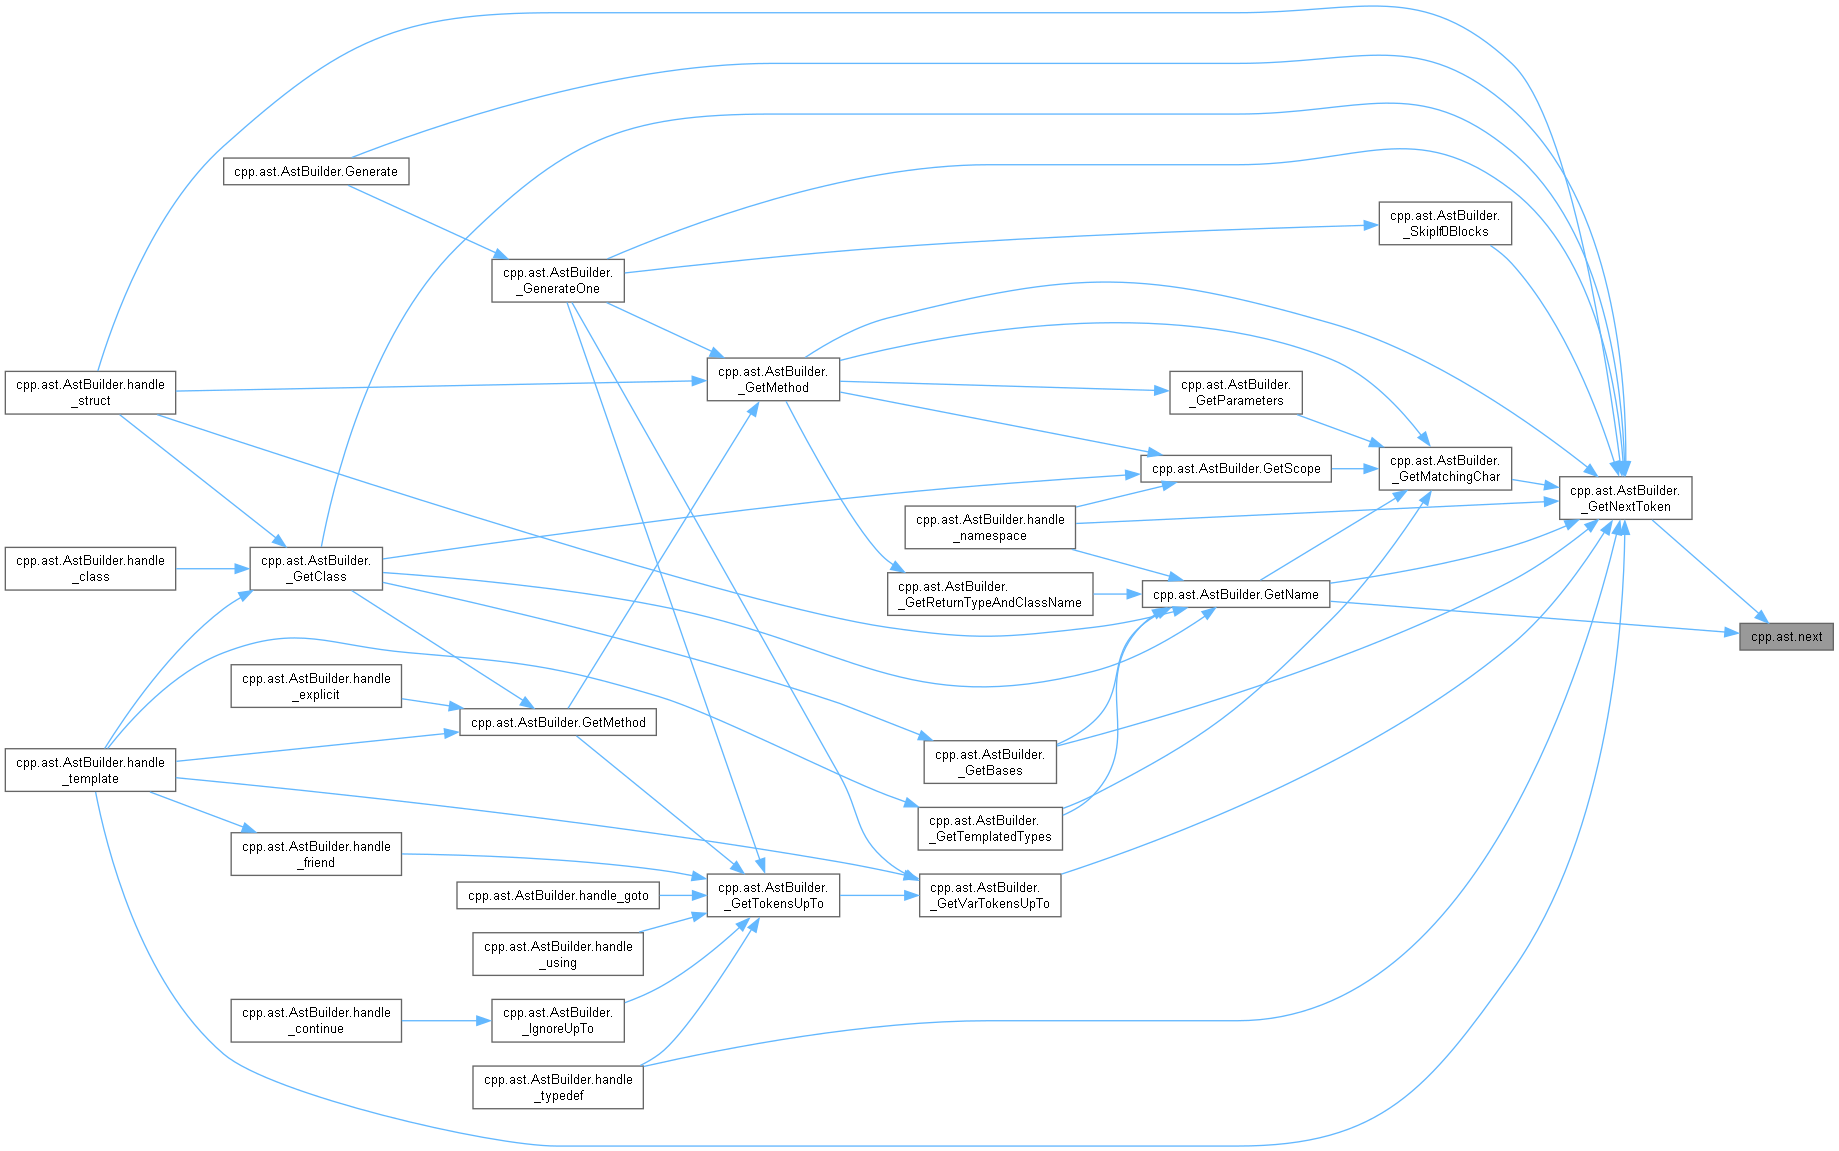 cpp.ast.AstBuilder.Generate
cpp.ast.AstBuilder.
_SkipIf0Blocks
cpp.ast.AstBuilder.
_GenerateOne
cpp.ast.AstBuilder.handle
_struct
cpp.ast.AstBuilder.
_GetMethod
cpp.ast.AstBuilder.
_GetParameters
cpp.ast.AstBuilder.GetScope
cpp.ast.AstBuilder.
_GetMatchingChar
cpp.ast.AstBuilder.
_GetNextToken
cpp.ast.AstBuilder.handle
_namespace
cpp.ast.AstBuilder.handle
_class
cpp.ast.AstBuilder.
_GetClass
cpp.ast.AstBuilder.
_GetReturnTypeAndClassName
cpp.ast.AstBuilder.GetName
cpp.ast.next
cpp.ast.AstBuilder.handle
_explicit
cpp.ast.AstBuilder.GetMethod
cpp.ast.AstBuilder.handle
_template
cpp.ast.AstBuilder.
_GetBases
cpp.ast.AstBuilder.
_GetTemplatedTypes
cpp.ast.AstBuilder.handle
_friend
cpp.ast.AstBuilder.handle_goto
cpp.ast.AstBuilder.
_GetTokensUpTo
cpp.ast.AstBuilder.
_GetVarTokensUpTo
cpp.ast.AstBuilder.handle
_using
cpp.ast.AstBuilder.handle
_continue
cpp.ast.AstBuilder.
_IgnoreUpTo
cpp.ast.AstBuilder.handle
_typedef